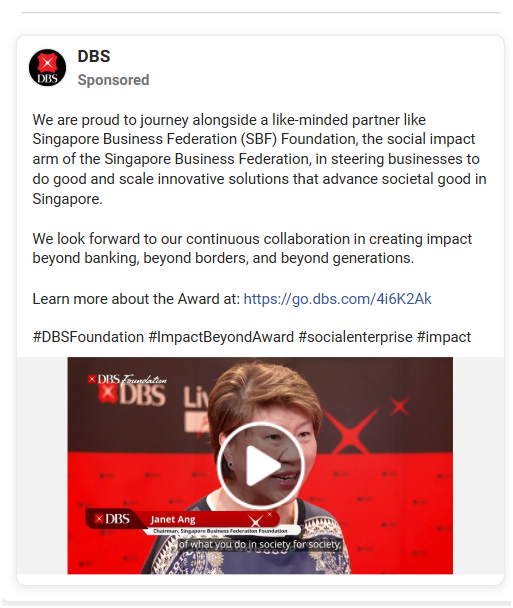 DBS
DBS
Sponsored
We are proud to journey alongside a like-minded partner like
Singapore Business Federation (SBF) Foundation, the social impact
arm of the Singapore Business Federation, in steering businesses to
do good and scale innovative solutions that advance societal good in
Singapore.
We look forward to our continuous collaboration in creating impact
beyond banking, beyond borders, and beyond generations.
Learn more about the Award at: https://go.dbs.com/4i6K2Ak
#DBSFoundation #ImpactBeyondAward #socialenterprise #impact
DBS Foundation
DBS
Liv
DBS
Janet Ang
Chairman, Singapore Business Federation Foundation
of what you do in society for society,